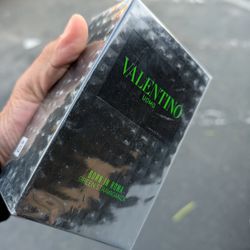 VALENTINO
UOMO
BORN IN ROMA
GREEN STRAVAGANZA